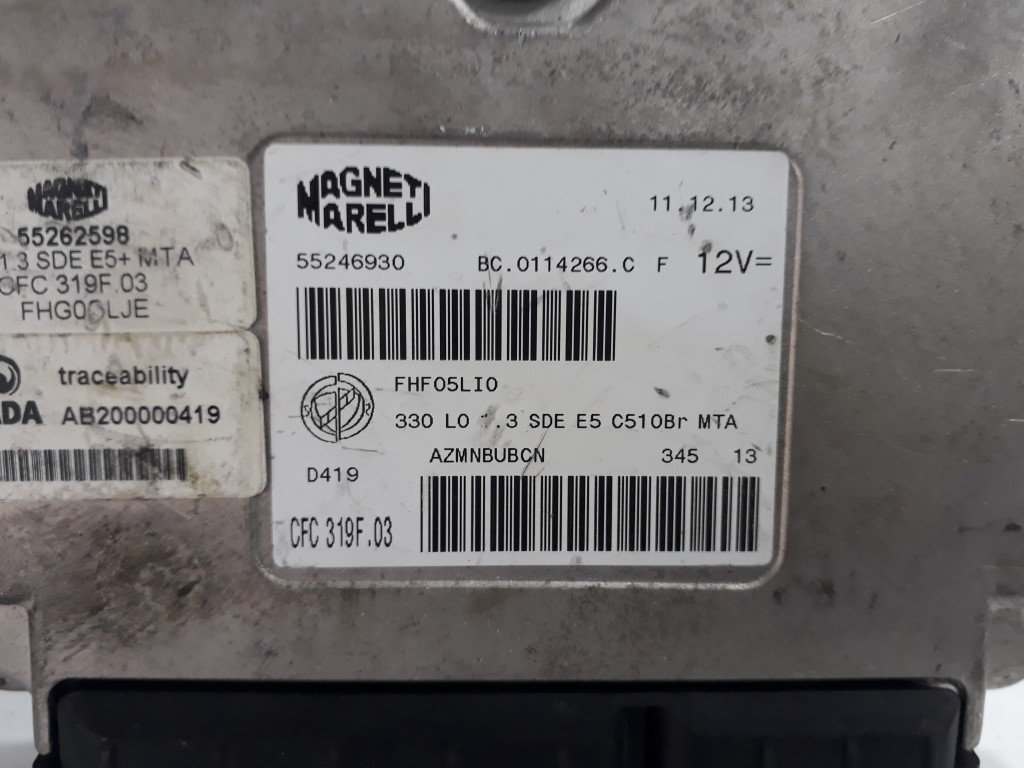 MAGNETI
MARELLI
55262598
1.3 SDE E5+ MTA
CFC 319F.03
traceability
AB200000419
MAGNETI
MARELLI
11.12.13
55246930 BC.0114266.C F 12V=
FHF05LI0
330 LO 1.3 SDE E5 C510Br MTA
AZMNBUBCN 345 13
D419
CFC 319F.03